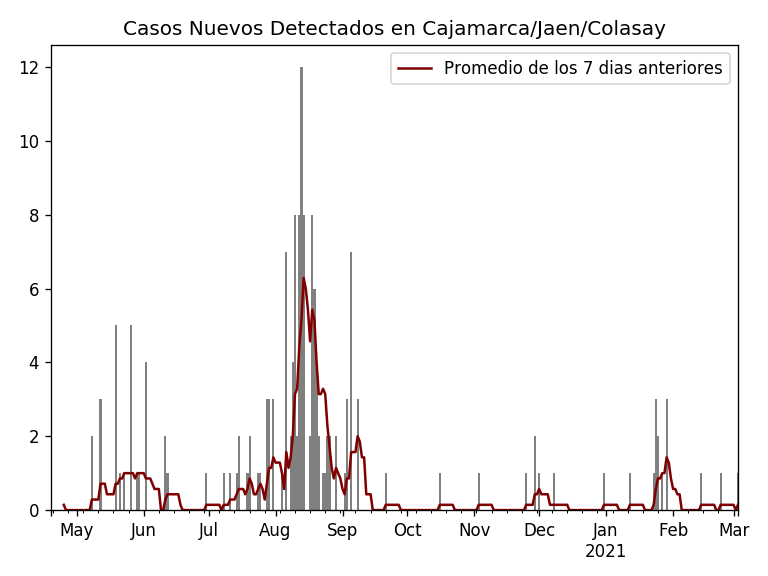 Casos Nuevos Detectados en Cajamarca/Jaen/Colasay
Promedio de los 7 dias anteriores
12
10
8
6
4
2
0
May Jun Jul Aug Sep Oct Nov Dec Jan Feb Mar
2021